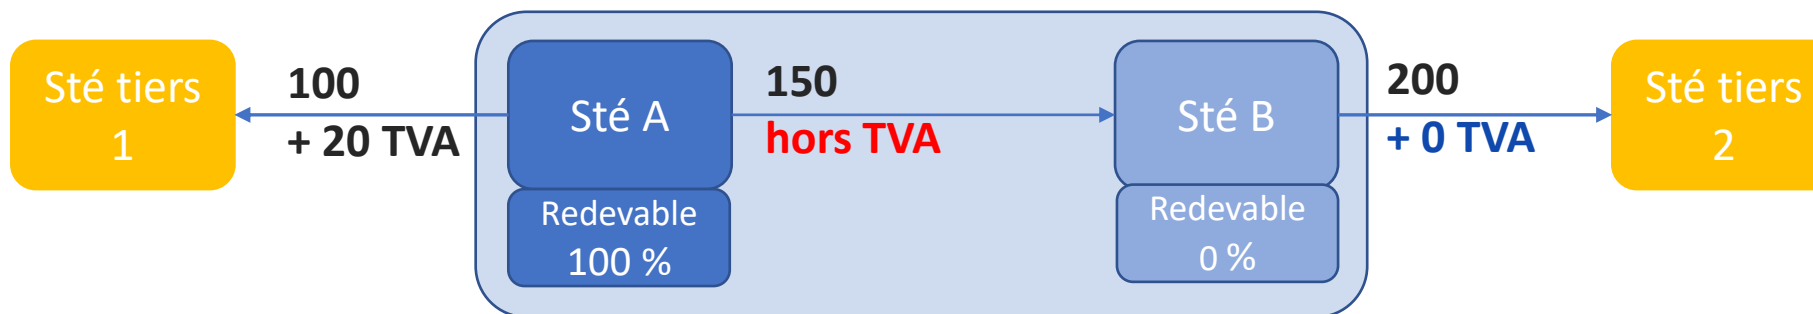 Sté tiers
1
100
+ 20 TVA
Sté A
Redevable
100 %
150
hors TVA
Sté B
Redevable
0 %
200
+ 0 TVA
Sté tiers
2